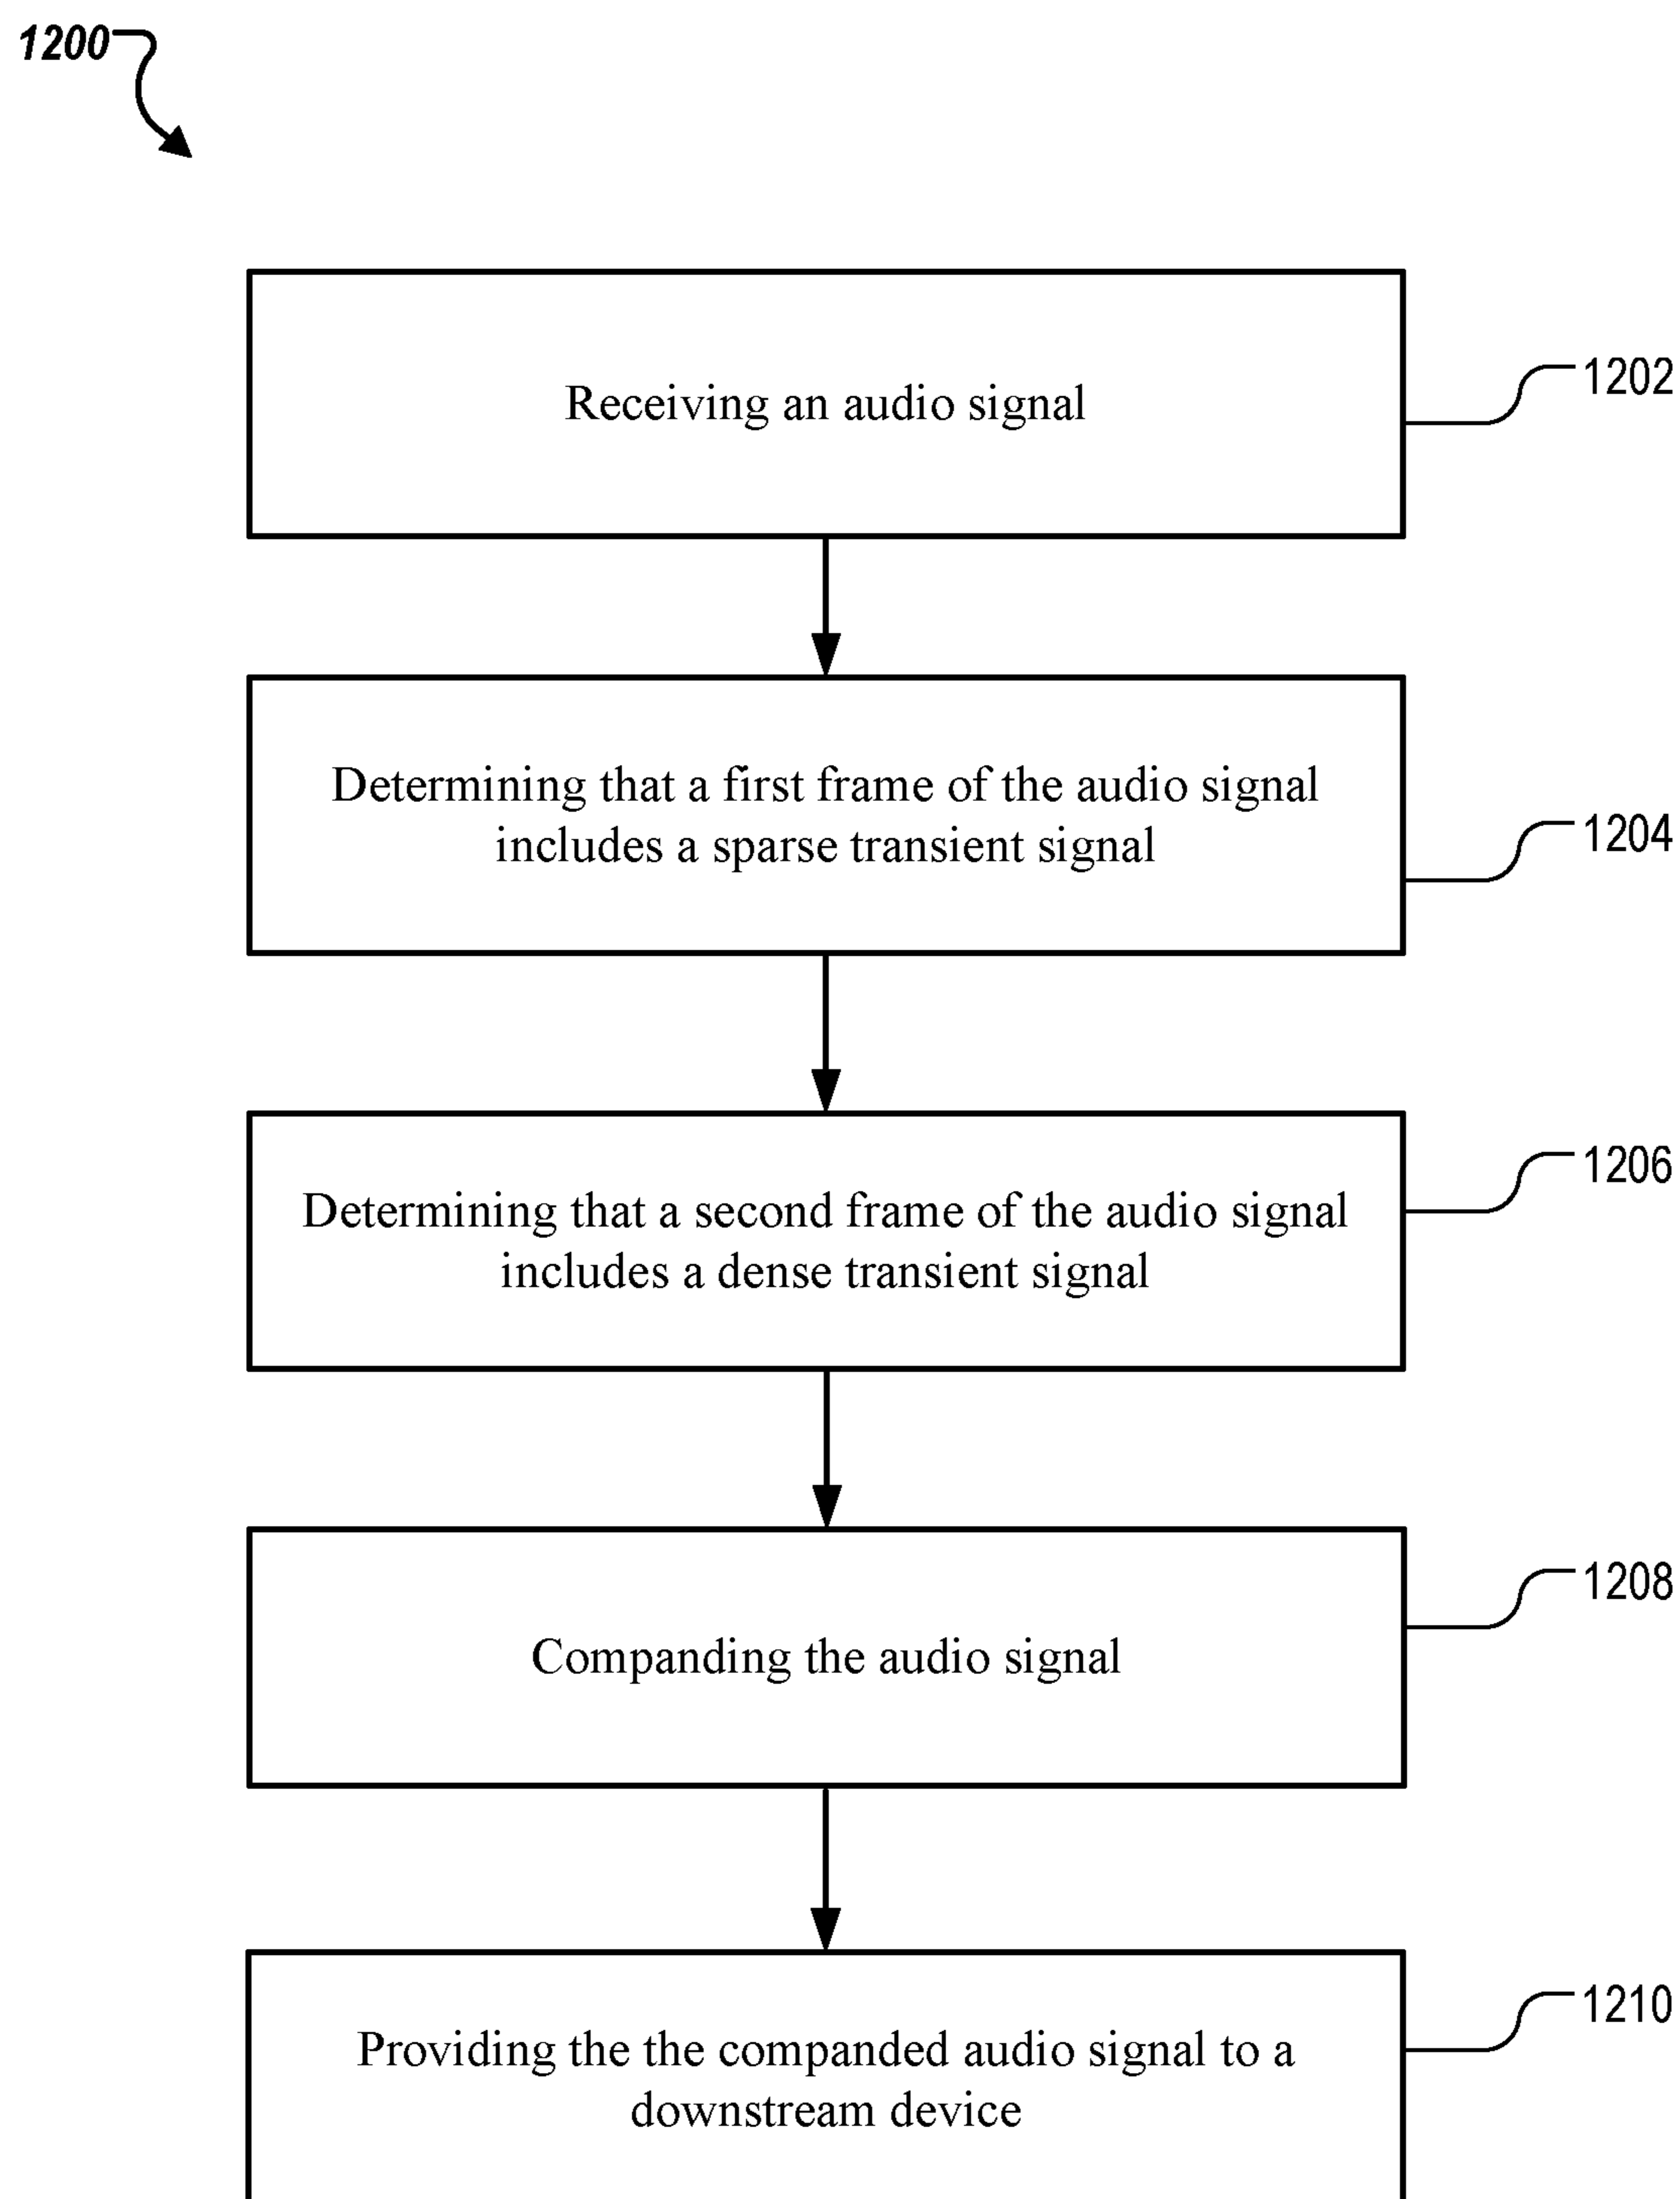 1200
Receiving an audio signal
1202
Determining that a first frame of the audio signal
includes a sparse transient signal
1204
Determining that a second frame of the audio signal
includes a dense transient signal
1206
Companding the audio signal
1208
Providing the the companded audio signal to a
downstream device
1210